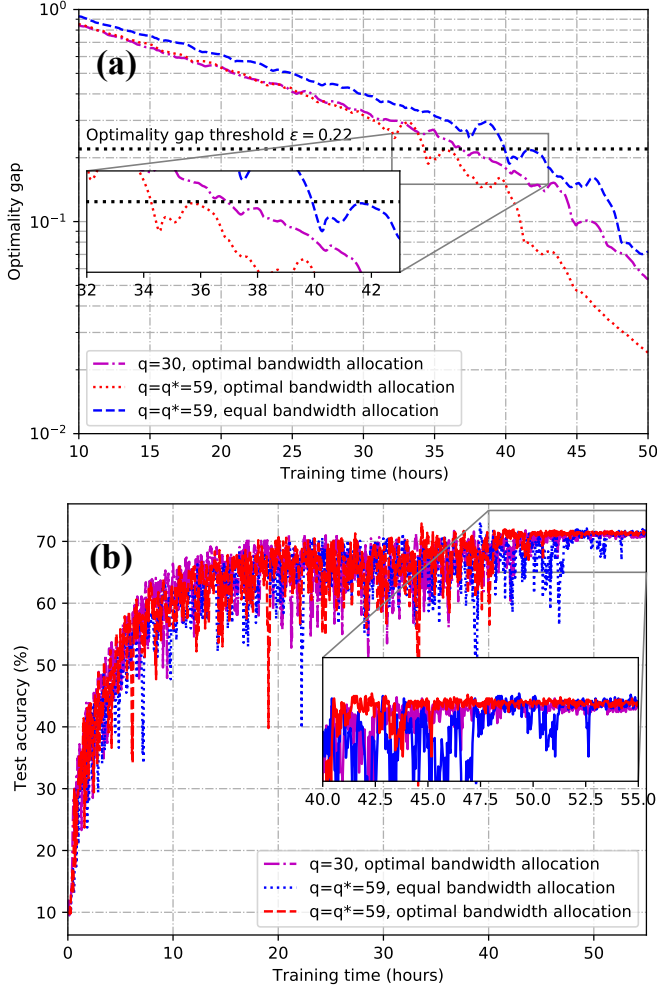 10⁰
(a)
Optimality gap threshold ε = 0.22
Optimality gap
10⁻¹
32 34 36 38 40 42
q=30, optimal bandwidth allocation
q=q*=59, optimal bandwidth allocation
q=q*=59, equal bandwidth allocation
10⁻²
10 15 20 25 30 35 40 45 50
Training time (hours)
(b)
70
60
50
40
30
20
10
Test accuracy (%)
40.0 42.5 45.0 47.5 50.0 52.5 55.0
q=30, optimal bandwidth allocation
q=q*=59, equal bandwidth allocation
q=q*=59, optimal bandwidth allocation
0 10 20 30 40 50
Training time (hours)